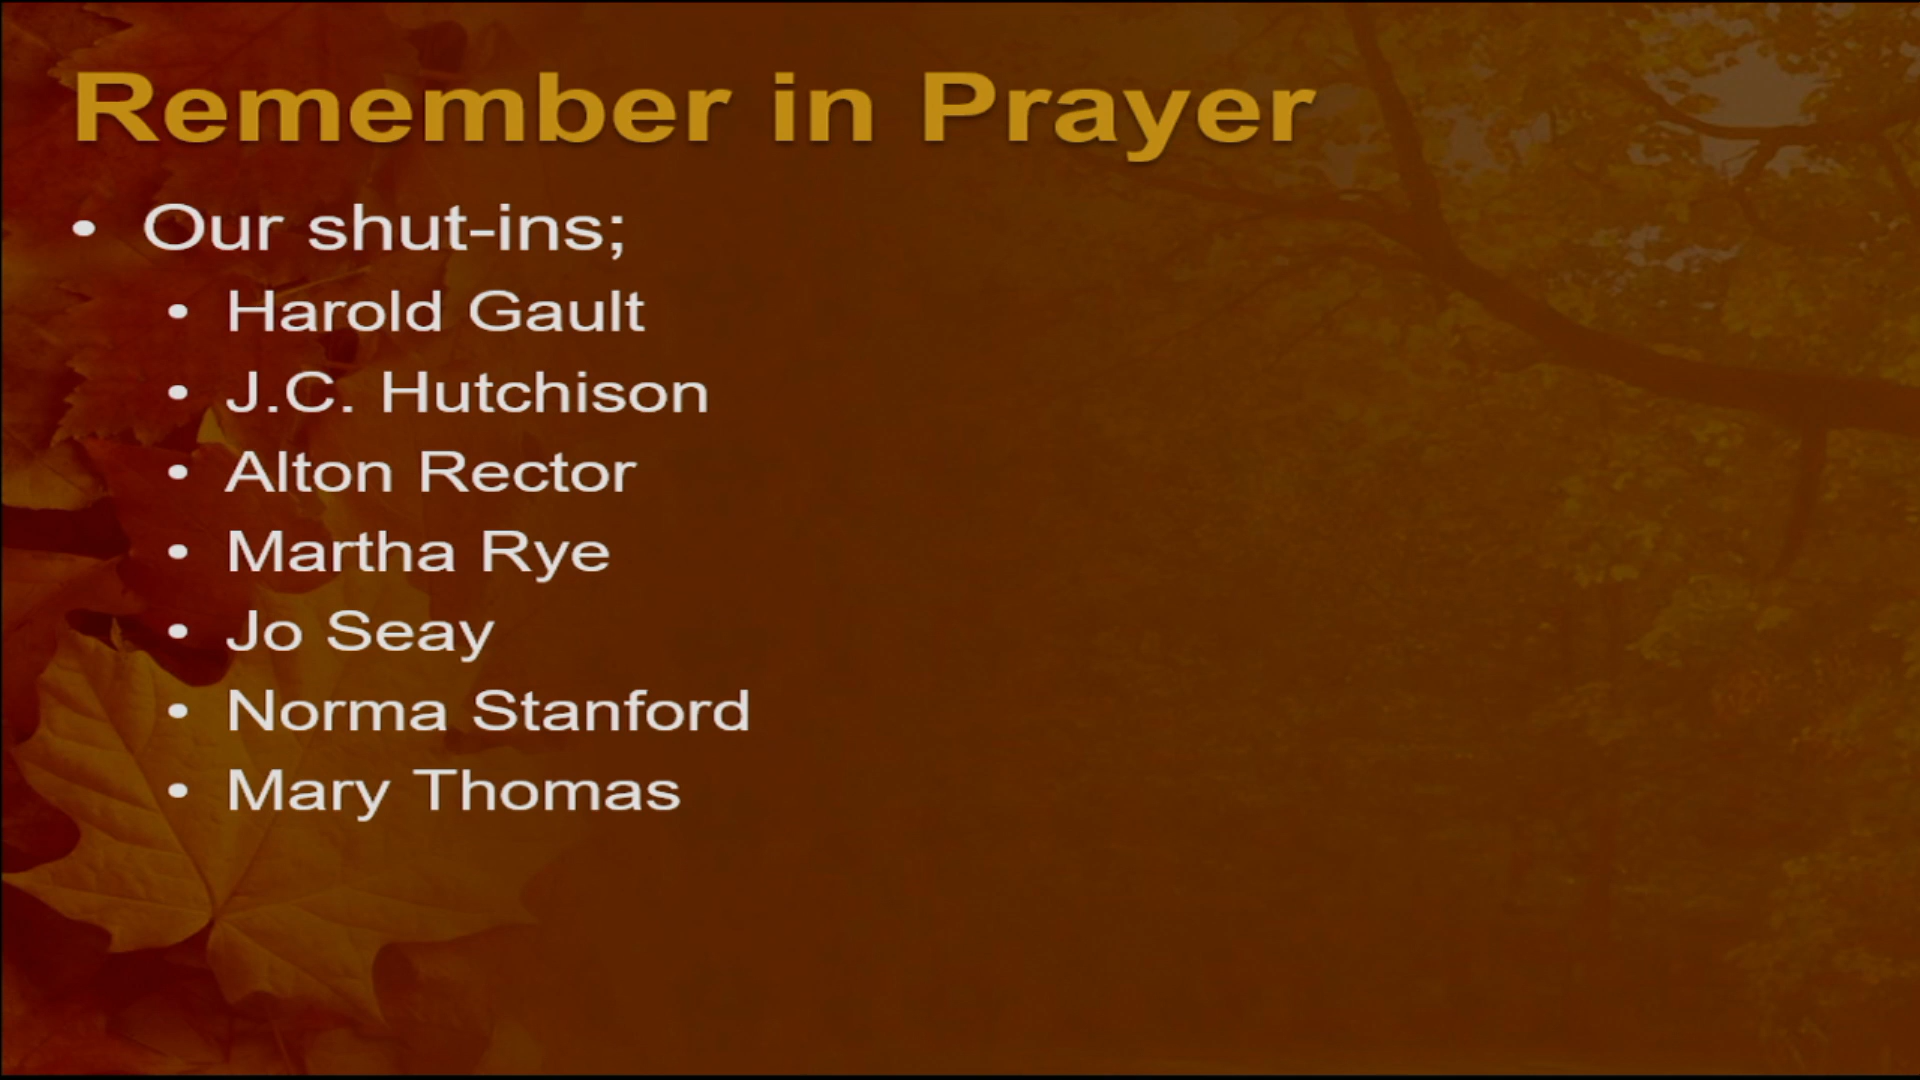 Remember in Prayer
• Our shut-ins;
• Harold Gault
• J.C. Hutchison
• Alton Rector
• Martha Rye
• Jo Seay
• Norma Stanford
• Mary Thomas